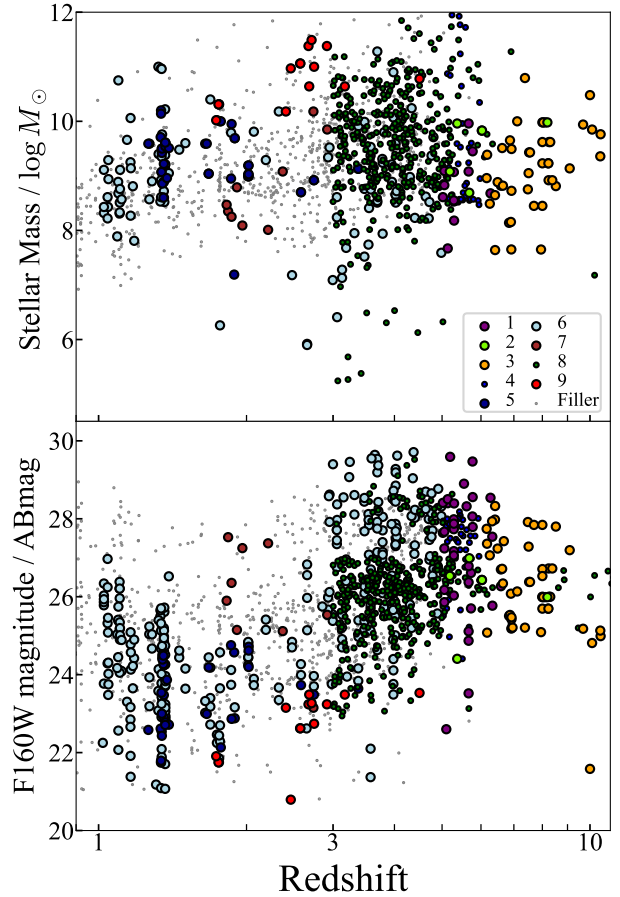 12
10
8
6
Stellar Mass / log M⊙
1 6
2 7
3 8
4 9
5 Filler
30
28
26
24
22
20
F160W magnitude / ABmag
1 3 10
Redshift